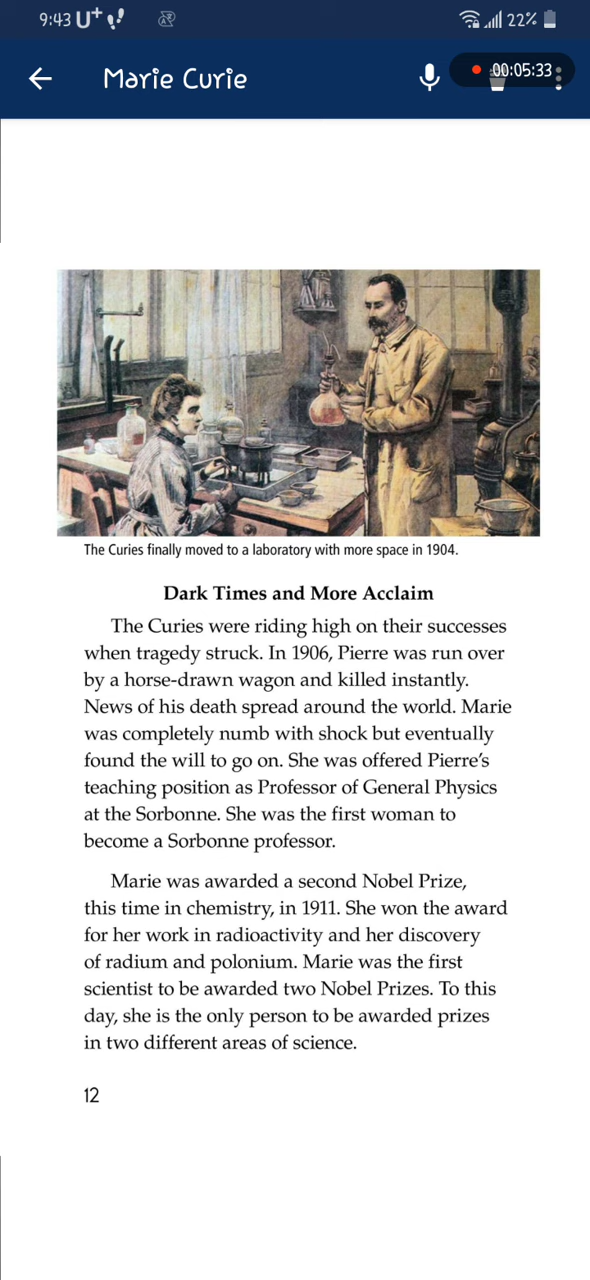 9:43 U+ 22%
Marie Curie 00:05:33
The Curies finally moved to a laboratory with more space in 1904.
Dark Times and More Acclaim
The Curies were riding high on their successes
when tragedy struck. In 1906, Pierre was run over
by a horse-drawn wagon and killed instantly.
News of his death spread around the world. Marie
was completely numb with shock but eventually
found the will to go on. She was offered Pierre’s
teaching position as Professor of General Physics
at the Sorbonne. She was the first woman to
become a Sorbonne professor.
Marie was awarded a second Nobel Prize,
this time in chemistry, in 1911. She won the award
for her work in radioactivity and her discovery
of radium and polonium. Marie was the first
scientist to be awarded two Nobel Prizes. To this
day, she is the only person to be awarded prizes
in two different areas of science.
12